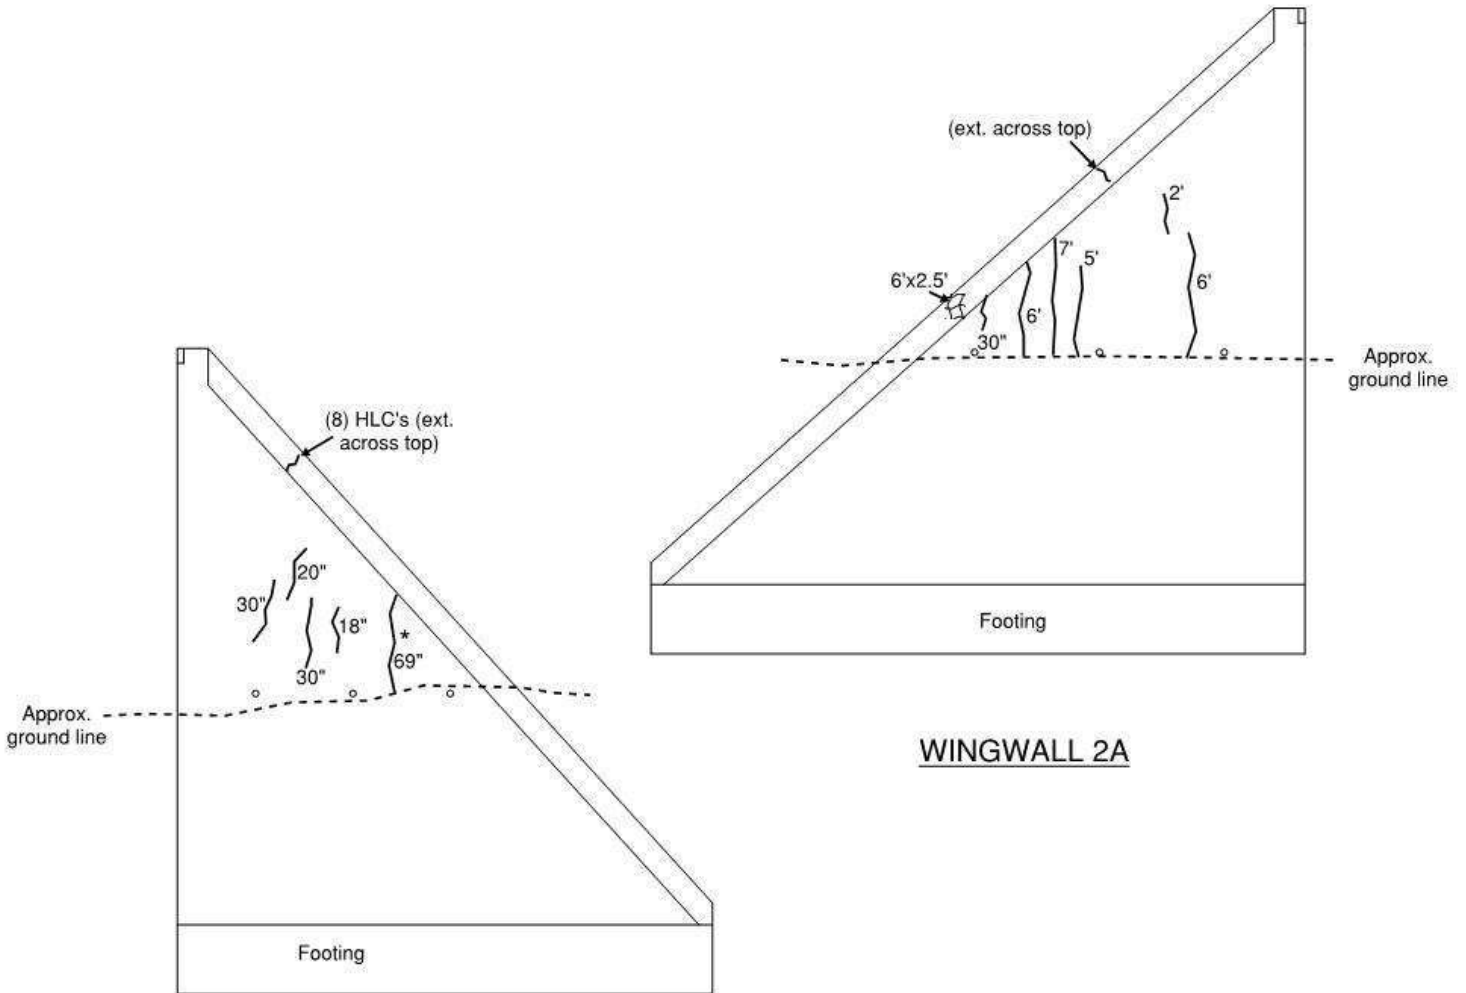 (ext. across top)
2'
7'
5'
6'x2.5'
6'
6'
30"
Approx.
ground line
Footing
WINGWALL 2A
(8) HLC's (ext.
across top)
20"
30"
18"
*
69"
30"
Approx.
ground line
Footing